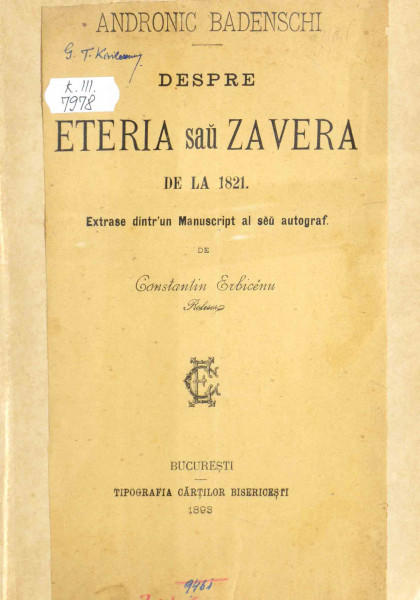 ANDRONIC BADENSCHI
G. T. Kirileanu
k. III.
7978
DESPRE
ETERIA saŭ ZAVERA
DE LA 1821.
Extrase dintr'un Manuscript al sĕŭ autograf.
DE
Constantin Erbicénu
BUCUREȘTI
TIPOGRAFIA CĂRȚILOR BISERICEȘTI
1893